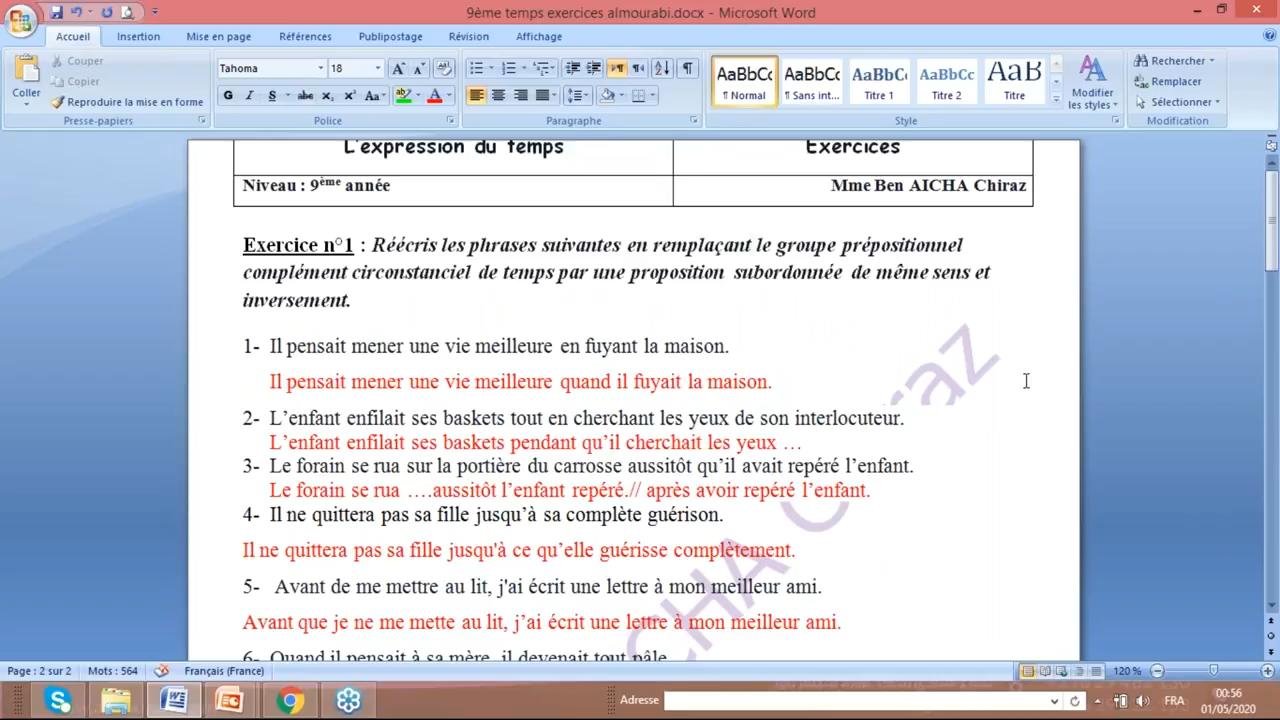 9ème temps exercices almourabi.docx - Microsoft Word
Accueil Insertion Mise en page Références Publipostage Révision Affichage
Coller
Couper
Copier
Reproduire la mise en forme
Presse-papiers
Tahoma 18
G I S abc x₂ x² Aa
Police
Paragraphe
AaBbCc AaBbCc AaBbC AaBbCc AaB
¶ Normal ¶ Sans int... Titre 1 Titre 2 Titre
Style
Modifier
les styles
Rechercher
Remplacer
Sélectionner
Modification
L'expression du temps Exercices
Niveau : 9ème année Mme Ben AICHA Chiraz
Exercice n°1 : Réécris les phrases suivantes en remplaçant le groupe prépositionnel
complément circonstanciel de temps par une proposition subordonnée de même sens et
inversement.
1- Il pensait mener une vie meilleure en fuyant la maison.
Il pensait mener une vie meilleure quand il fuyait la maison.
2- L'enfant enfilait ses baskets tout en cherchant les yeux de son interlocuteur.
L'enfant enfilait ses baskets pendant qu'il cherchait les yeux …
3- Le forain se rua sur la portière du carrosse aussitôt qu'il avait repéré l'enfant.
Le forain se rua ….aussitôt l'enfant repéré.// après avoir repéré l'enfant.
4- Il ne quittera pas sa fille jusqu'à sa complète guérison.
Il ne quittera pas sa fille jusqu'à ce qu'elle guérisse complètement.
5- Avant de me mettre au lit, j'ai écrit une lettre à mon meilleur ami.
Avant que je ne me mette au lit, j'ai écrit une lettre à mon meilleur ami.
6- Quand il pensait à sa mère, il devenait tout pâle.
Page : 2 sur 2 Mots : 564 Français (France) 120 %
Adresse FRA 00:56
01/05/2020